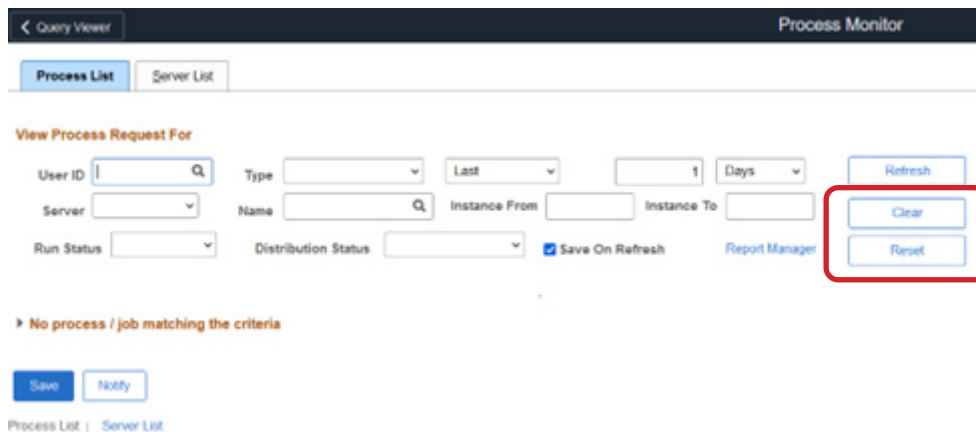 Query Viewer Process Monitor
Process List Server List
View Process Request For
User ID Type Last 1 Days Refresh
Server Name Instance From Instance To Clear
Run Status Distribution Status Save On Refresh Report Manager Reset
No process / job matching the criteria
Save Notify
Process List | Server List